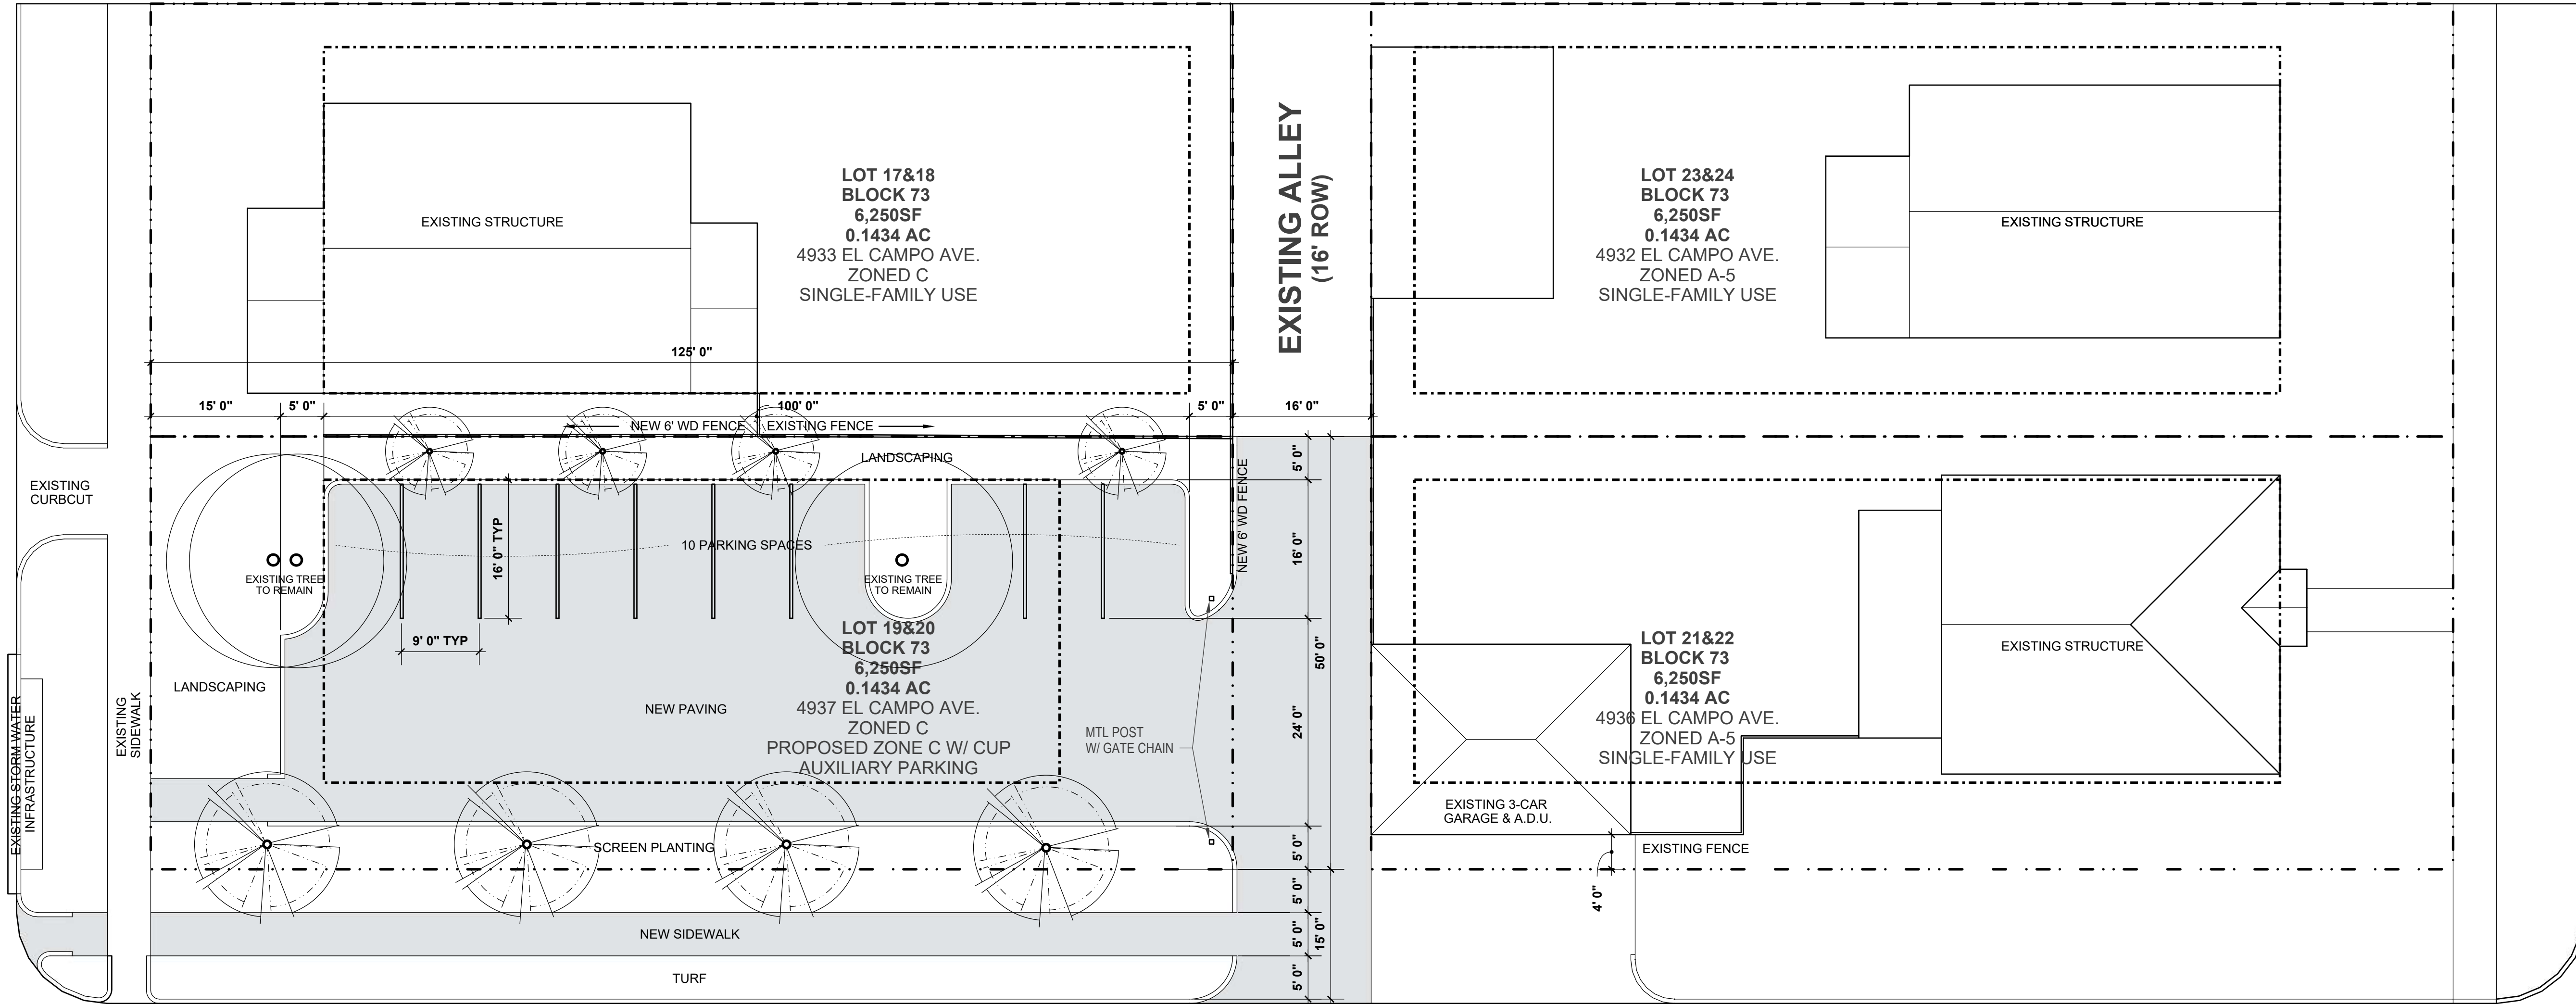 EXISTING STRUCTURE
LOT 17&18
BLOCK 73
6,250SF
0.1434 AC
4933 EL CAMPO AVE.
ZONED C
SINGLE-FAMILY USE
EXISTING ALLEY
(16' ROW)
LOT 23&24
BLOCK 73
6,250SF
0.1434 AC
4932 EL CAMPO AVE.
ZONED A-5
SINGLE-FAMILY USE
EXISTING STRUCTURE
125' 0"
15' 0"
5' 0"
100' 0"
5' 0"
16' 0"
NEW 6' WD FENCE
EXISTING FENCE
LANDSCAPING
5' 0"
NEW 6' WD FENCE
EXISTING
CURBCUT
16' 0" TYP
10 PARKING SPACES
16' 0"
EXISTING TREE
TO REMAIN
EXISTING TREE
TO REMAIN
9' 0" TYP
50' 0"
LOT 19&20
BLOCK 73
6,250SF
0.1434 AC
4937 EL CAMPO AVE.
ZONED C
PROPOSED ZONE C W/ CUP
AUXILIARY PARKING
LOT 21&22
BLOCK 73
6,250SF
0.1434 AC
4936 EL CAMPO AVE.
ZONED A-5
SINGLE-FAMILY USE
EXISTING STRUCTURE
LANDSCAPING
EXISTING
SIDEWALK
NEW PAVING
24' 0"
MTL POST
W/ GATE CHAIN
EXISTING STORM WATER
INFRASTRUCTURE
EXISTING 3-CAR
GARAGE & A.D.U.
SCREEN PLANTING
5' 0"
EXISTING FENCE
4' 0"
5' 0"
NEW SIDEWALK
5' 0"
15' 0"
TURF
5' 0"